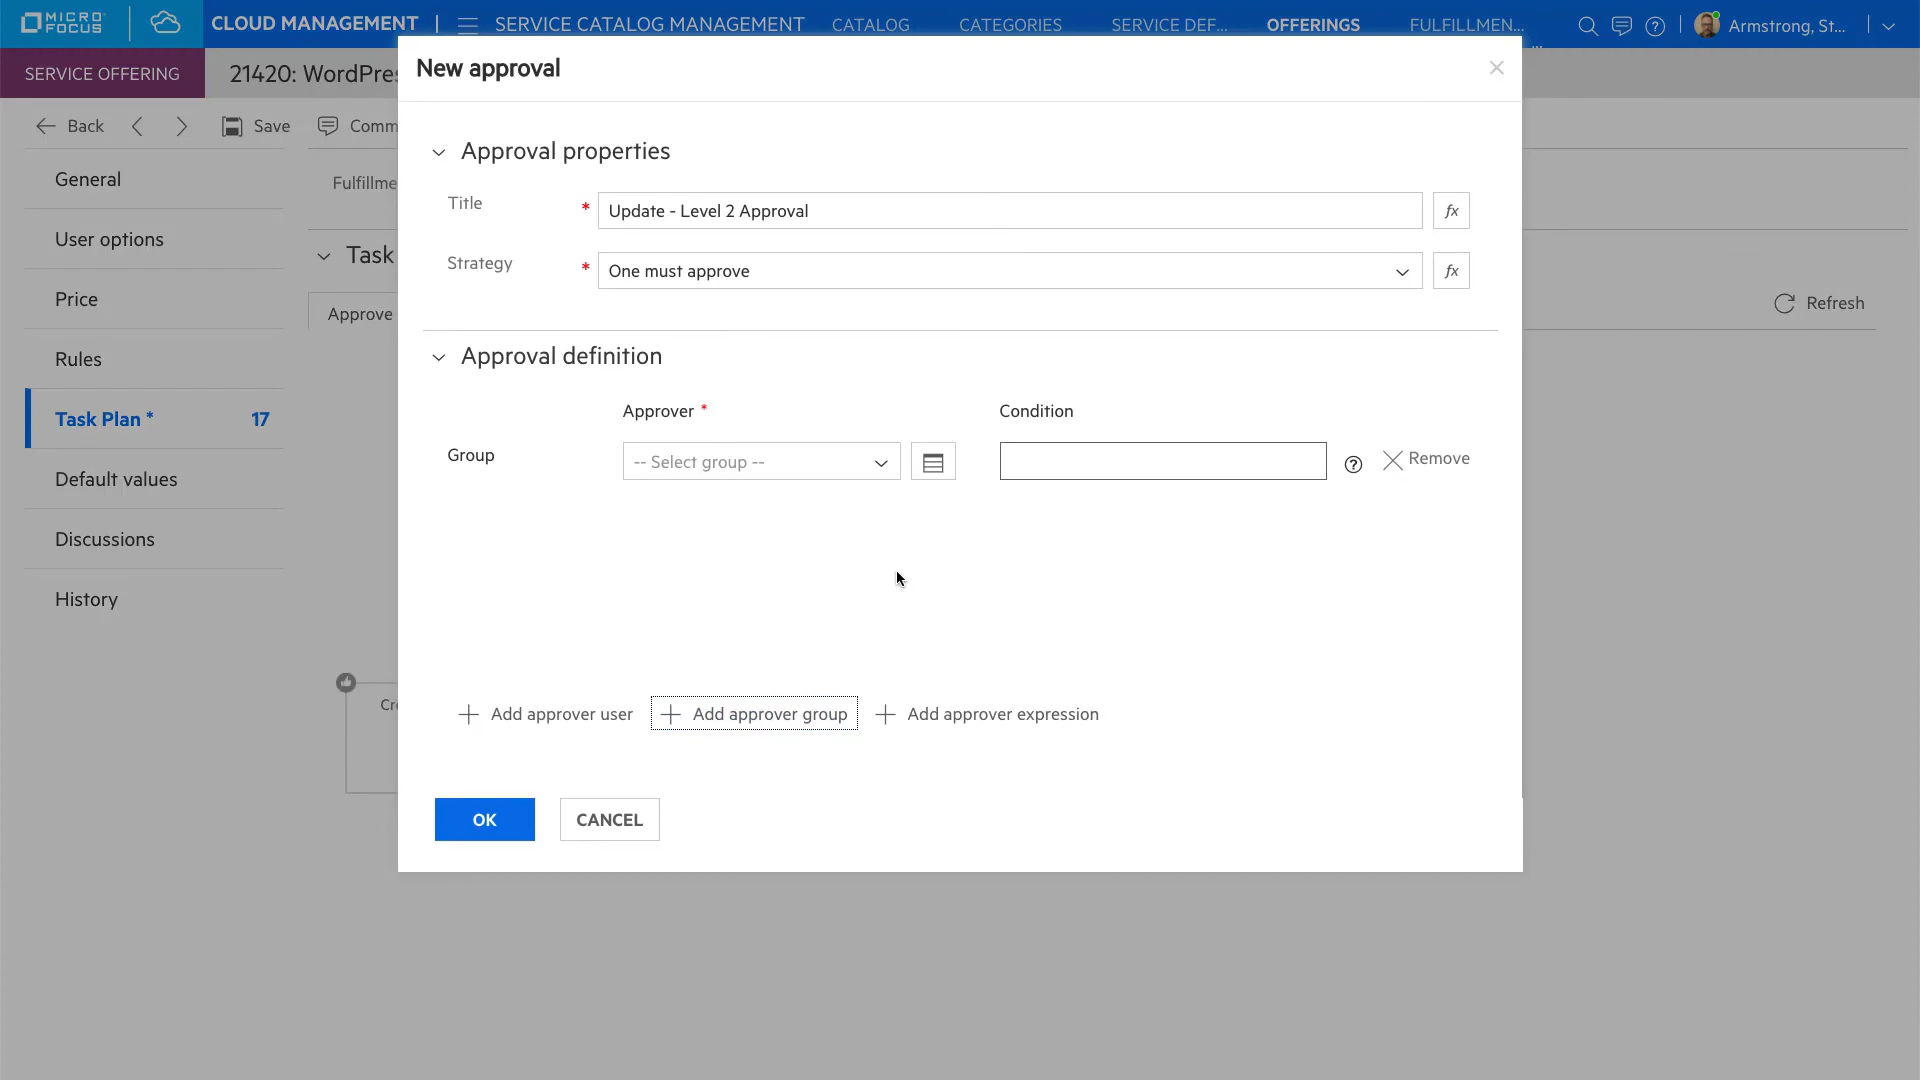 MICRO FOCUS
CLOUD MANAGEMENT
SERVICE CATALOG MANAGEMENT
CATALOG
CATEGORIES
SERVICE DEF...
OFFERINGS
FULFILLMEN...
Armstrong, St...
...
SERVICE OFFERING
21420: WordPre
New approval
Back
Save
Comm
General
User options
Price
Rules
Task Plan *
17
Default values
Discussions
History
Fulfillme
Task
Approve
Refresh
Cr
Approval properties
Title
*
Update - Level 2 Approval
fx
Strategy
*
One must approve
fx
Approval definition
Approver *
Condition
Group
-- Select group --
?
Remove
Add approver user
Add approver group
Add approver expression
OK
CANCEL